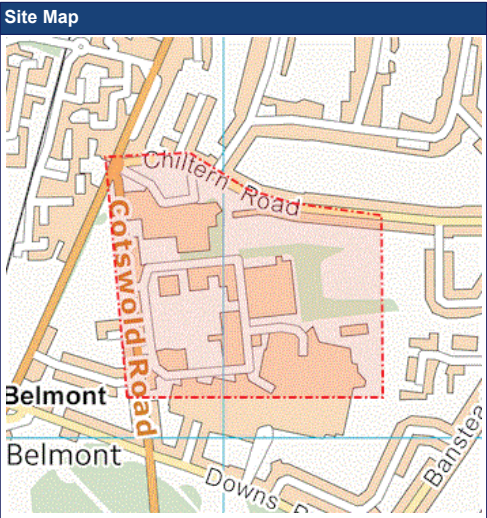 Site Map
Chiltern Road
Cotswold Road
Belmont
Belmont
Downs
Banstea